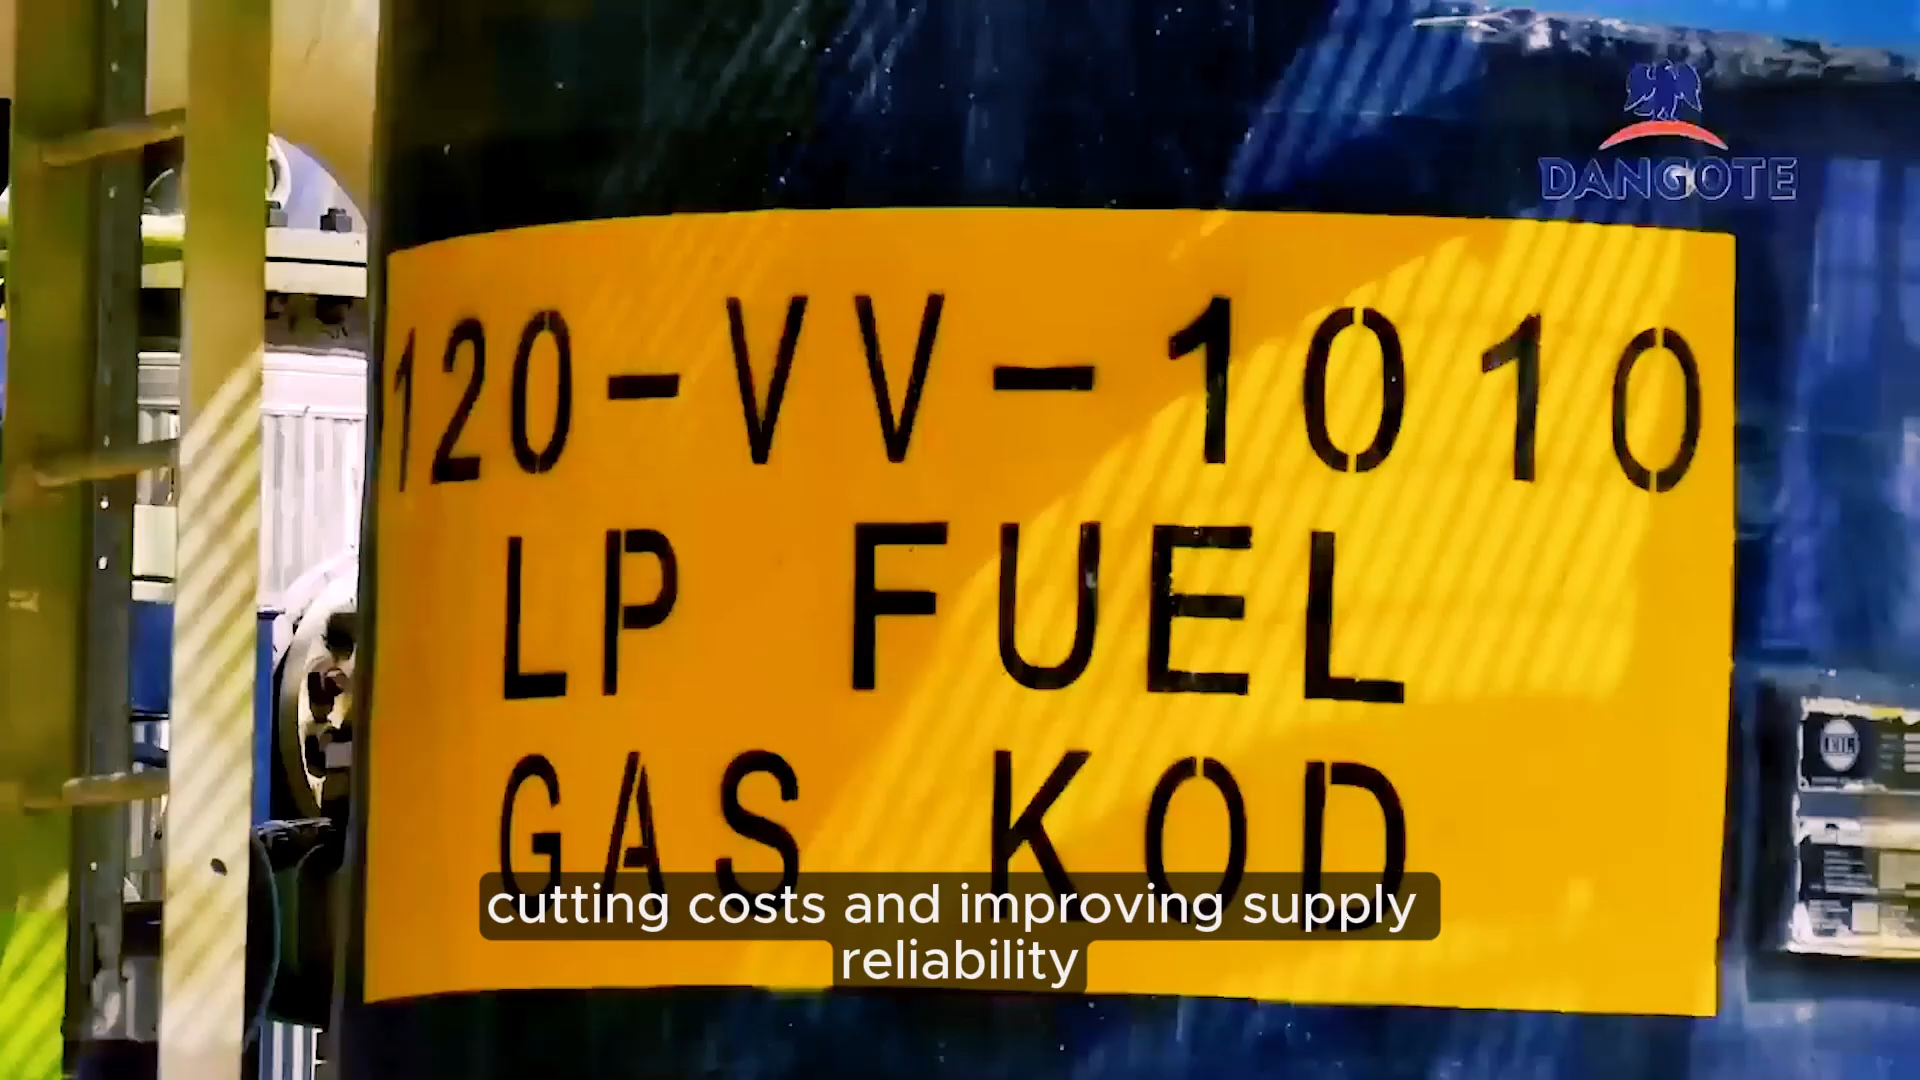 DANGOTE
120-VV-1010
LP FUEL
GAS KOD
cutting costs and improving supply
reliability